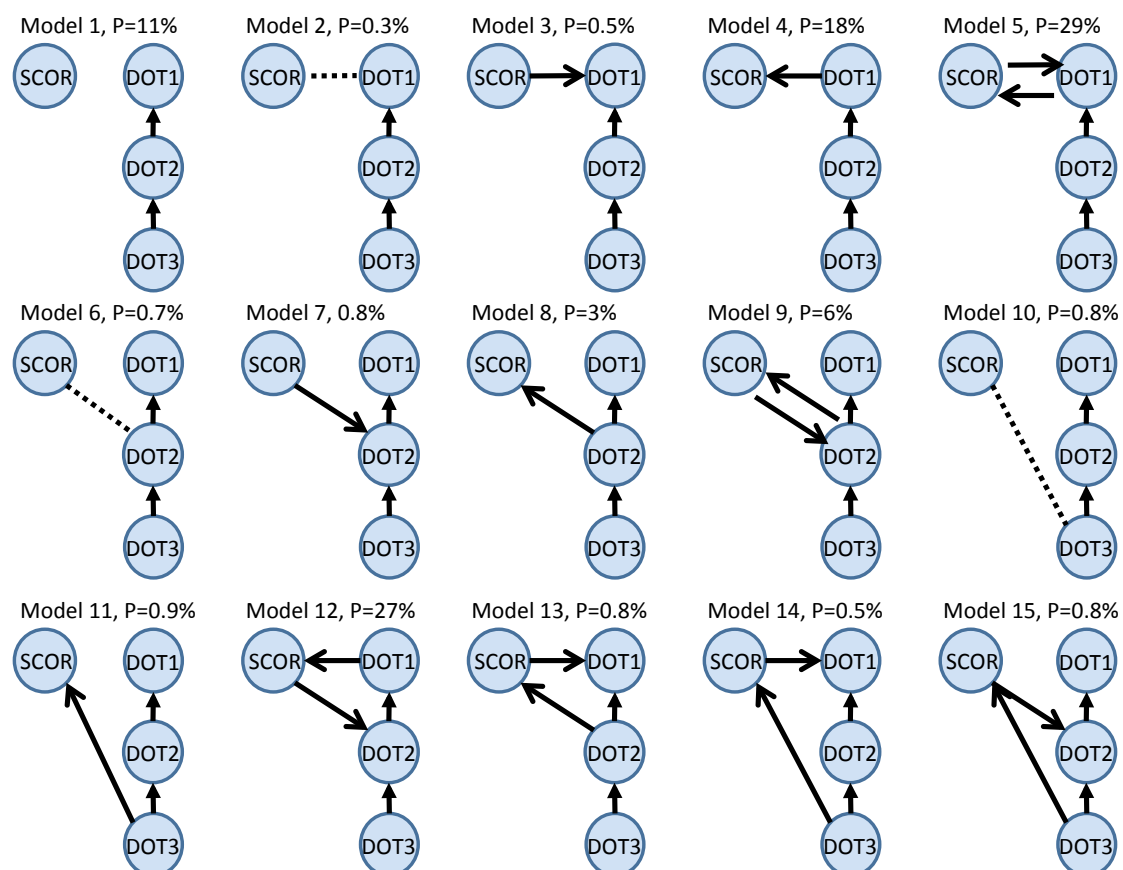 Model 1, P=11%
Model 2, P=0.3%
Model 3, P=0.5%
Model 4, P=18%
Model 5, P=29%
SCOR DOT1
SCOR DOT1
SCOR DOT1
SCOR DOT1
SCOR DOT1
DOT2
DOT2
DOT2
DOT2
DOT2
DOT3
DOT3
DOT3
DOT3
DOT3
Model 6, P=0.7%
Model 7, 0.8%
Model 8, P=3%
Model 9, P=6%
Model 10, P=0.8%
SCOR DOT1
SCOR DOT1
SCOR DOT1
SCOR DOT1
SCOR DOT1
DOT2
DOT2
DOT2
DOT2
DOT2
DOT3
DOT3
DOT3
DOT3
DOT3
Model 11, P=0.9%
Model 12, P=27%
Model 13, P=0.8%
Model 14, P=0.5%
Model 15, P=0.8%
SCOR DOT1
SCOR DOT1
SCOR DOT1
SCOR DOT1
SCOR DOT1
DOT2
DOT2
DOT2
DOT2
DOT2
DOT3
DOT3
DOT3
DOT3
DOT3